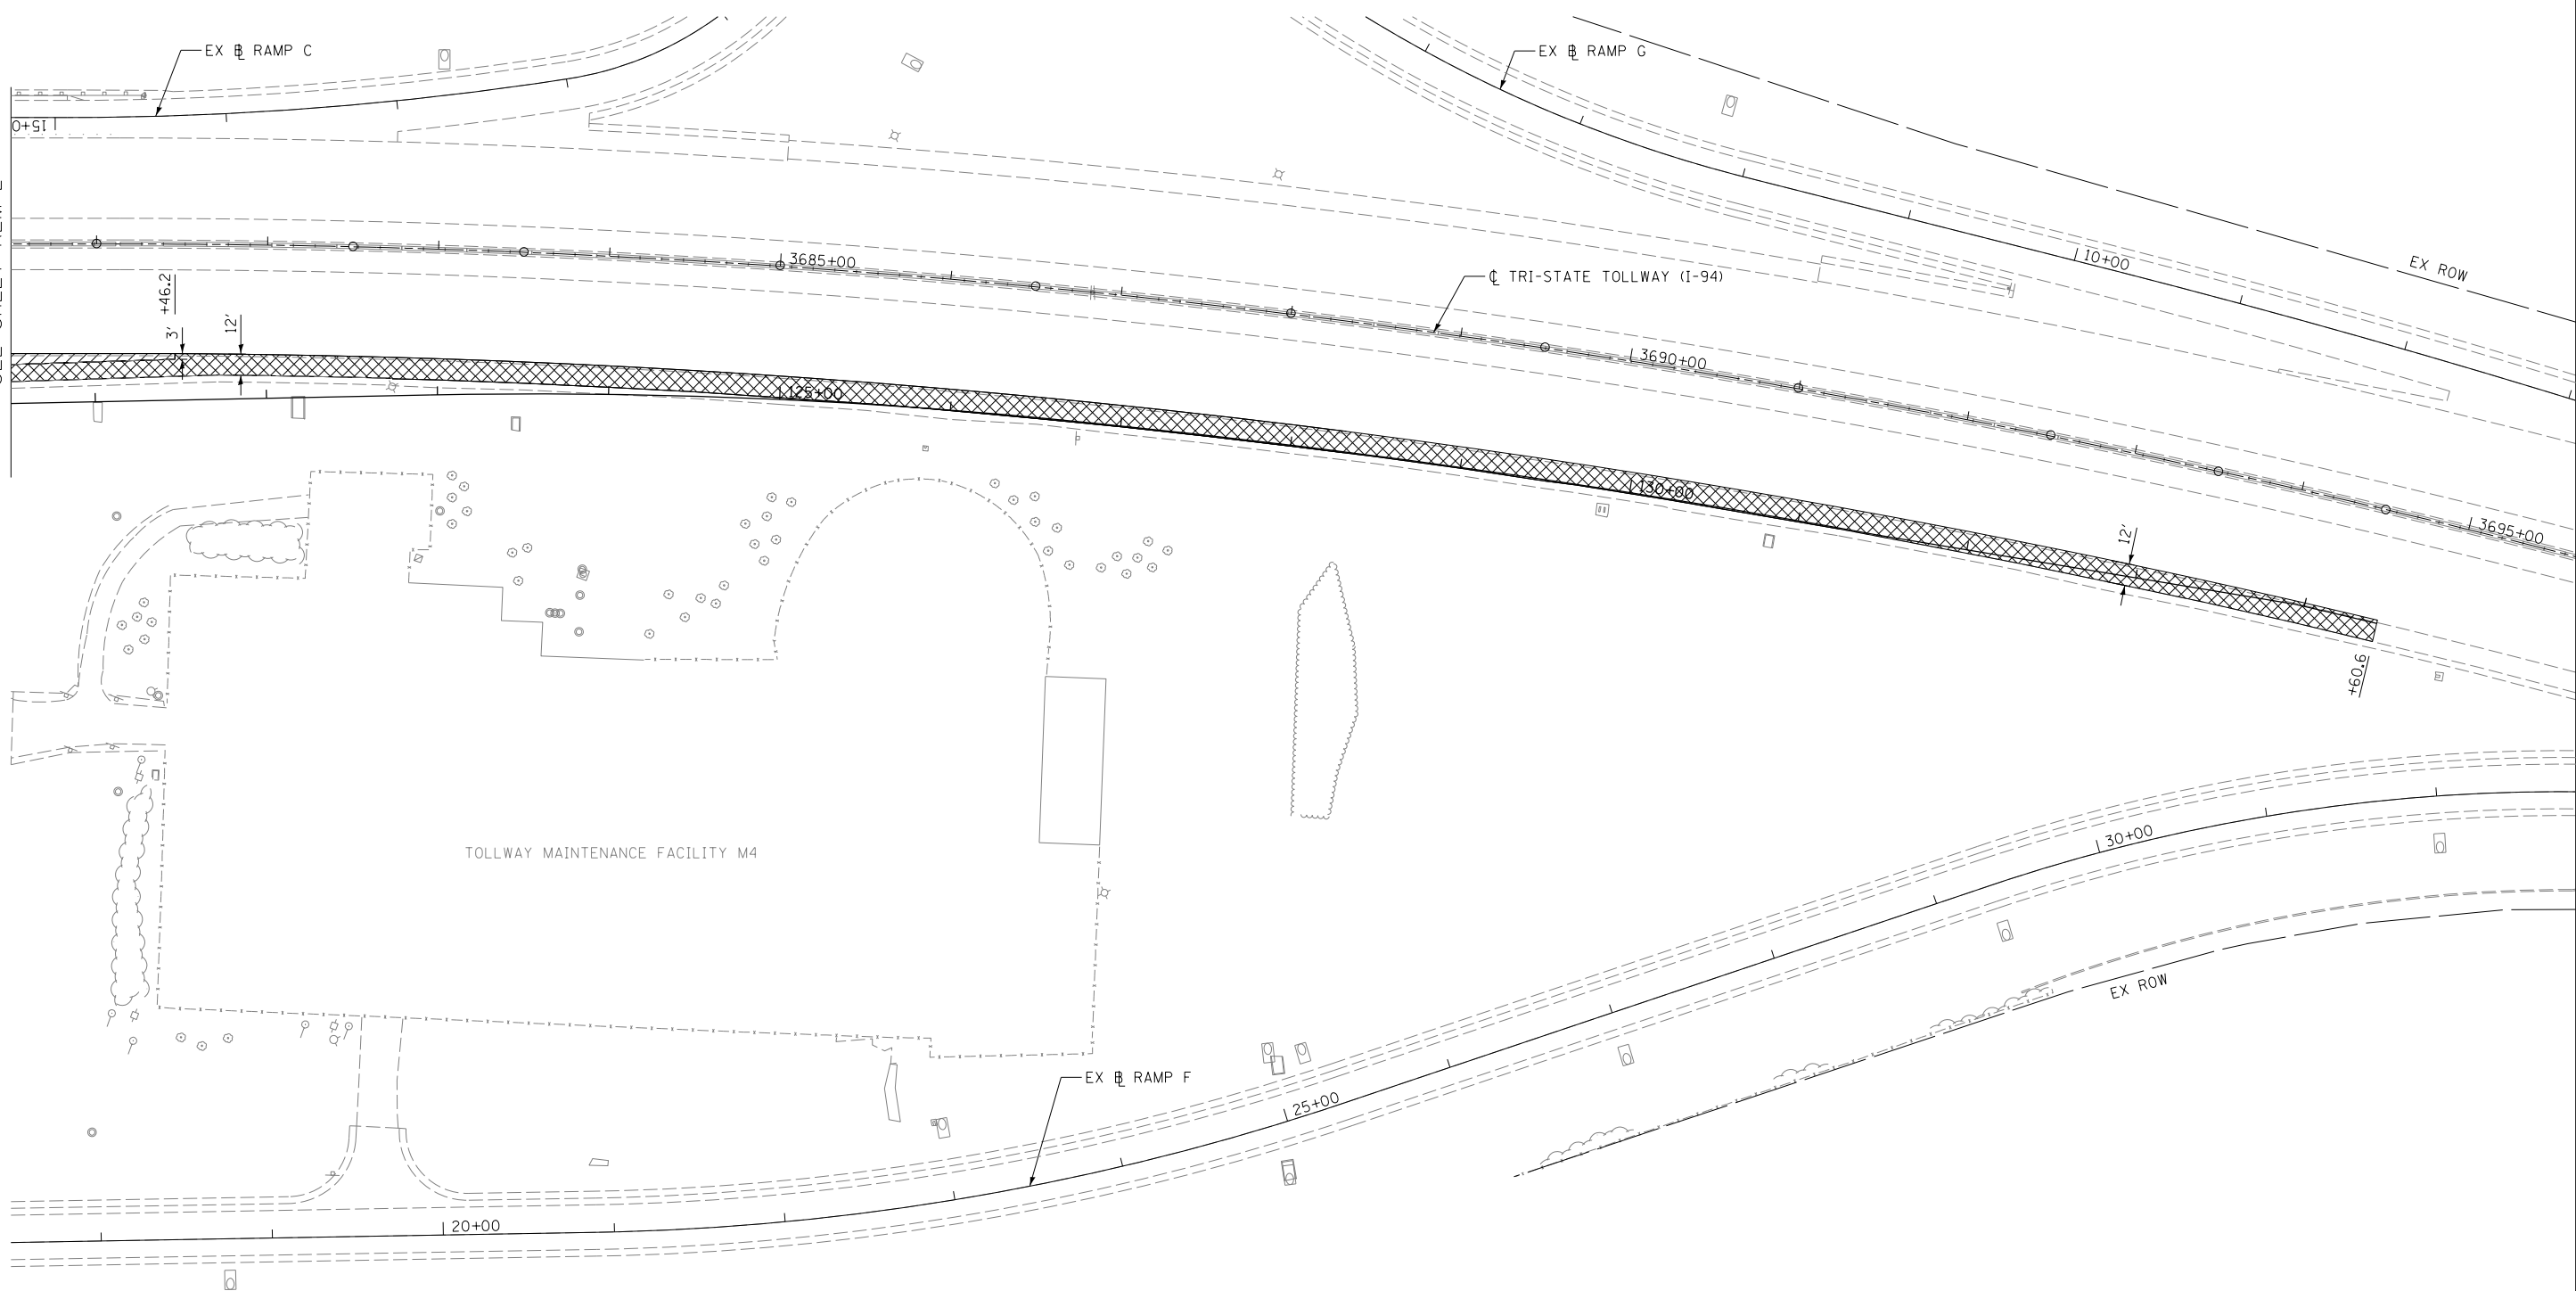 EX ℄ RAMP C
EX ℄ RAMP G
15+0
10+00
EX ROW
3685+00
℄ TRI-STATE TOLLWAY (I-94)
+46.2
3'
12'
3690+00
125+00
130+00
3695+00
12'
+60.6
TOLLWAY MAINTENANCE FACILITY M4
30+00
EX ROW
EX ℄ RAMP F
25+00
20+00